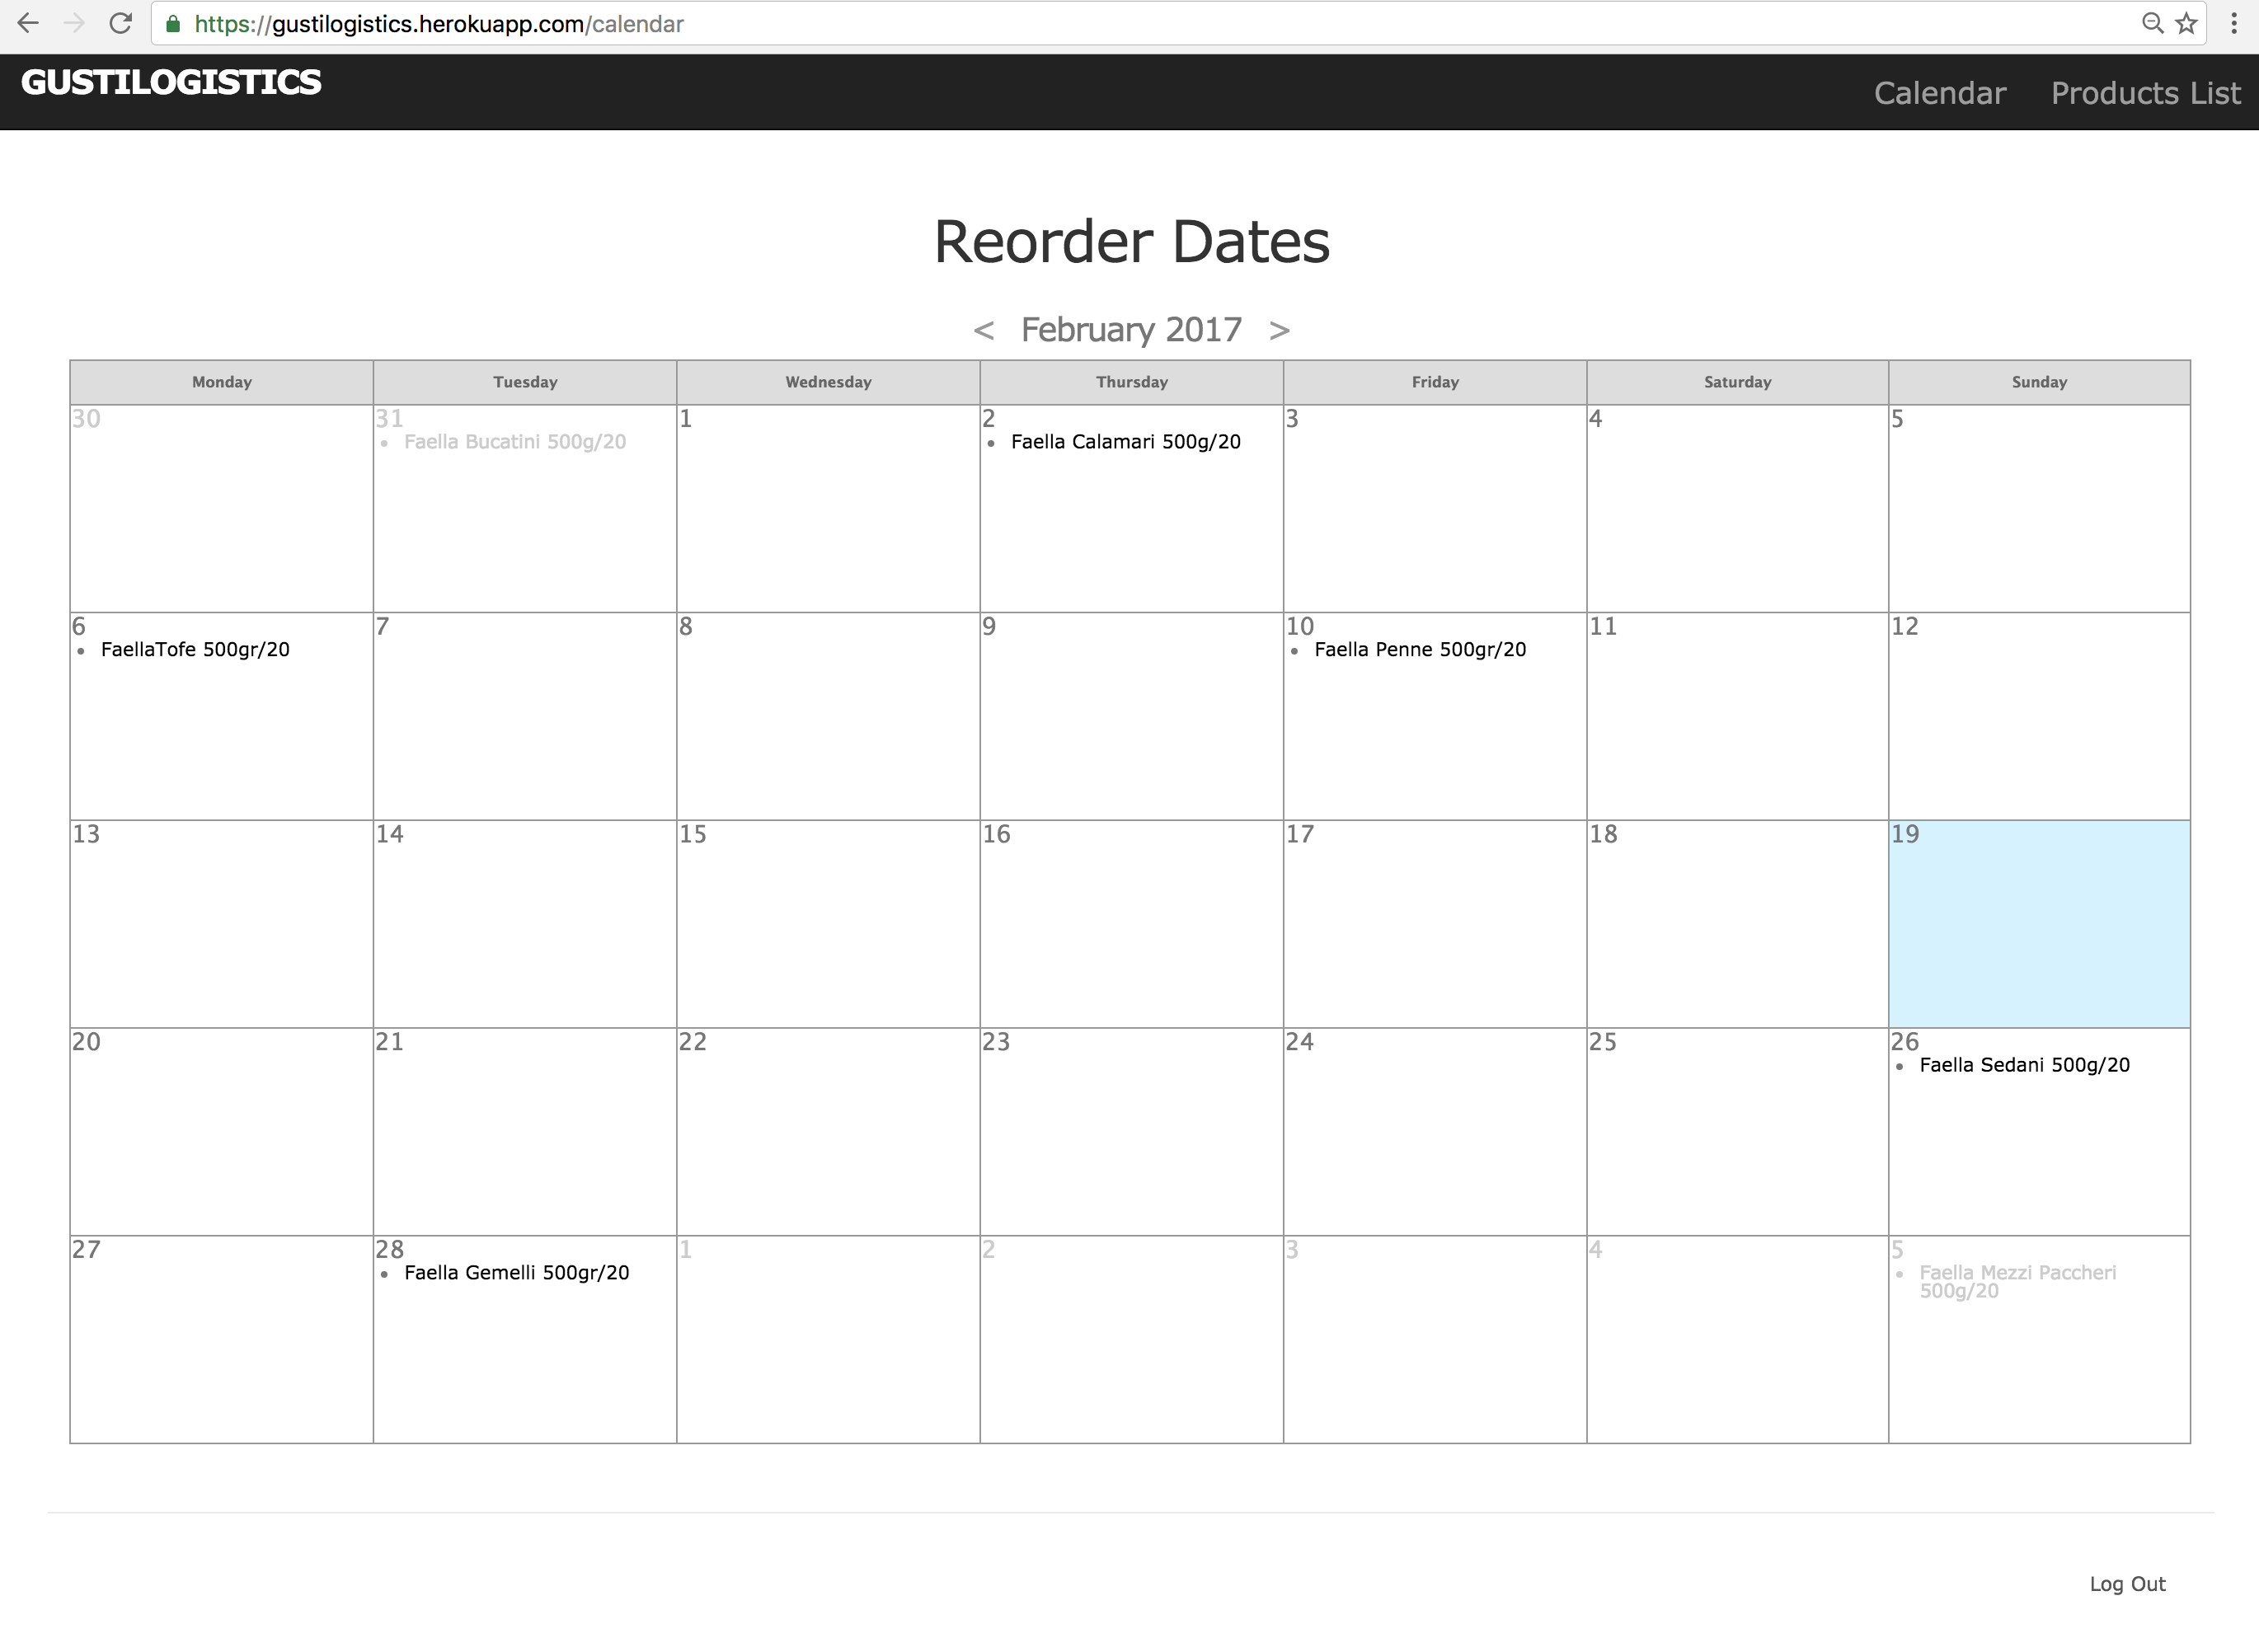 https://gustilogistics.herokuapp.com/calendar
GUSTILOGISTICS
Calendar Products List
Reorder Dates
< February 2017 >
Monday Tuesday Wednesday Thursday Friday Saturday Sunday
30 31 1 2 3 4 5
Faella Bucatini 500g/20 Faella Calamari 500g/20
6 7 8 9 10 11 12
FaellaTofe 500gr/20 Faella Penne 500gr/20
13 14 15 16 17 18 19
20 21 22 23 24 25 26
Faella Sedani 500g/20
27 28 1 2 3 4 5
Faella Gemelli 500gr/20 Faella Mezzi Paccheri
500g/20
Log Out